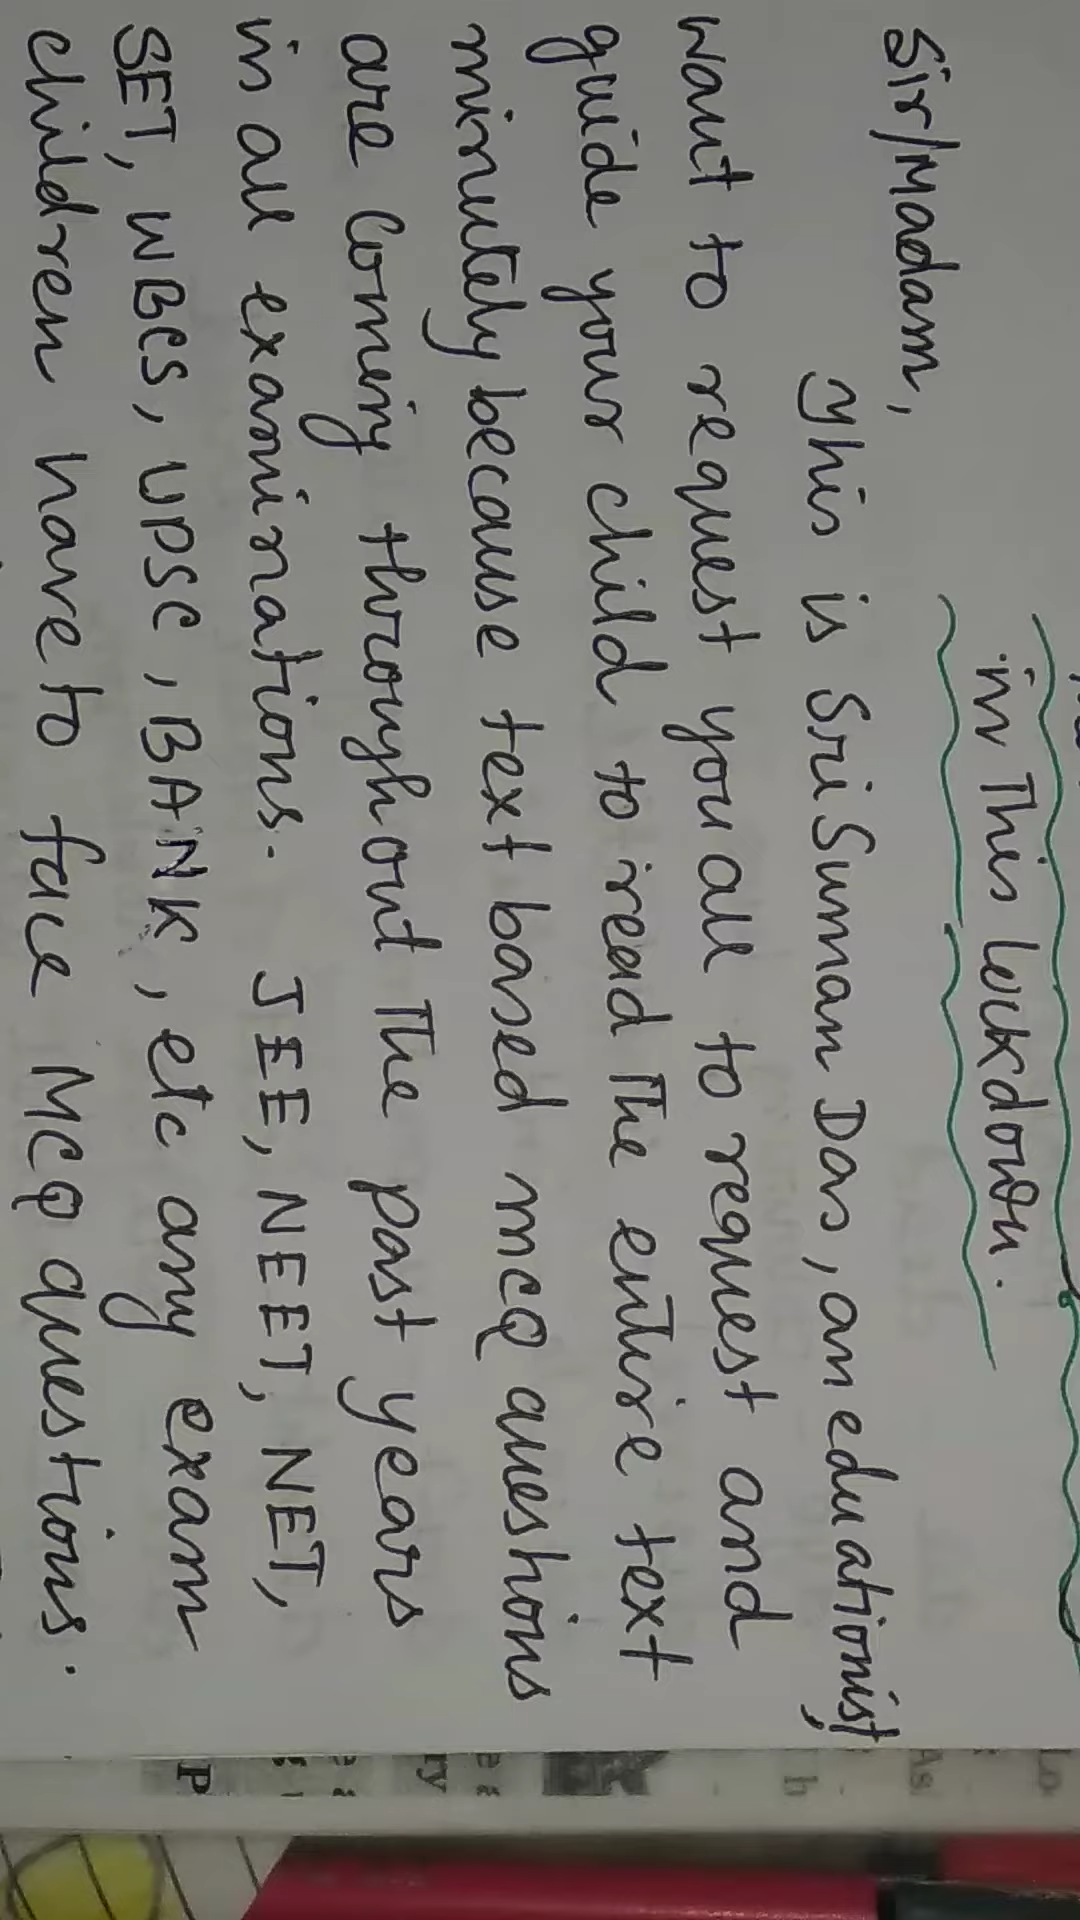 in This Lockdown.
Sir/Madam,
This is Sri Suman Das, an educationist,
want to request you all to request and
guide your child to read The entire text
minutely because text based mcq questions
are Coming throughout The past years
in all examinations. JEE, NEET, NET,
SET, WBCS, UPSC, BANK, etc any exam
children have to face MCQ questions.
Lo
As
h
ry
P